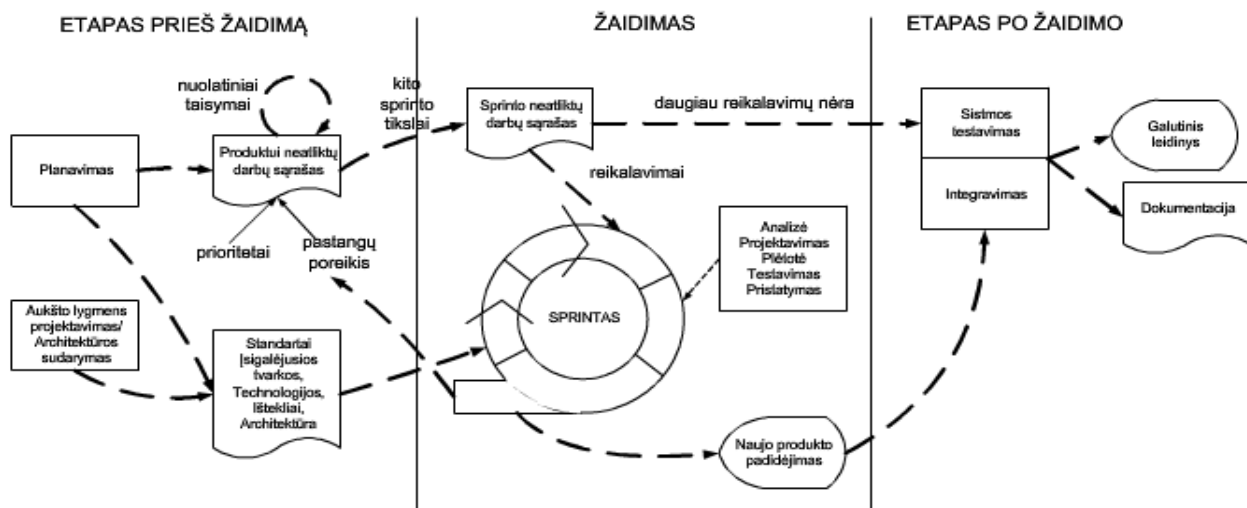 ETAPAS PRIEŠ ŽAIDIMĄ
ŽAIDIMAS
ETAPAS PO ŽAIDIMO
nuolatiniai
taisymai
kito
sprinto
tikslai
Planavimas
Produktui neatliktų
darbų sąrašas
prioritetai
pastangų
poreikis
Aukšto lygmens
projektavimas/
Architektūros
sudarymas
Standartai
Įsigalėjusios
tvarkos,
Technologijos,
Ištekliai,
Architektūra
Sprinto neatliktų
darbų sąrašas
daugiau reikalavimų nėra
reikalavimai
SPRINTAS
Analizė
Projektavimas
Plėlotė
Testavimas
Pristatymas
Naujo produkto
padidėjimas
Sistmos
testavimas
Integravimas
Galutinis
leidinys
Dokumentacija